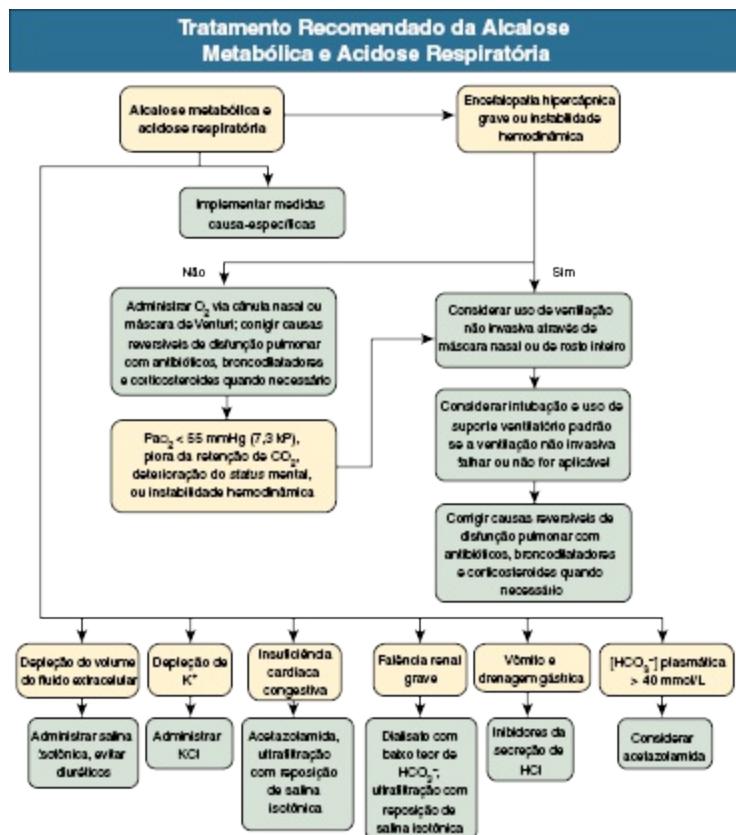 Tratamento Recomendado da Alcalose
Metabólica e Acidose Respiratória
Alcalose metabólica e
acidose respiratória
Encefalopatia hipercápnica
grave ou instabilidade
hemodinâmica
Implementar medidas
causa-específicas
Não
Sim
Administrar O₂ via cânula nasal ou
máscara de Venturi; corrigir causas
reversíveis de disfunção pulmonar
com antibióticos, broncodilatadores
e corticosteroides quando necessário
Considerar uso de ventilação
não invasiva através de
máscara nasal ou de rosto inteiro
PaO₂ < 55 mmHg (7,3 kP),
piora da retenção de CO₂,
deterioração do status mental,
ou instabilidade hemodinâmica
Considerar intubação e uso de
suporte ventilatório padrão
se a ventilação não invasiva
falhar ou não for aplicável
Corrigir causas reversíveis de
disfunção pulmonar com
antibióticos, broncodilatadores
e corticosteroides quando
necessário
Depleção do volume
do fluido extracelular
Depleção de
K⁺
Insuficiência
cardíaca
congestiva
Falência renal
grave
Vômito e
drenagem gástrica
[HCO₃⁻] plasmática
> 40 mmol/L
Administrar salina
isotônica, evitar
diuréticos
Administrar
KCl
Acetazolamida,
ultrafiltração
com reposição
de salina
isotônica
Dialisato com
baixo teor de
HCO₃⁻;
ultrafiltração com
reposição de
salina isotônica
Inibidores da
secreção de
HCl
Considerar
acetazolamida